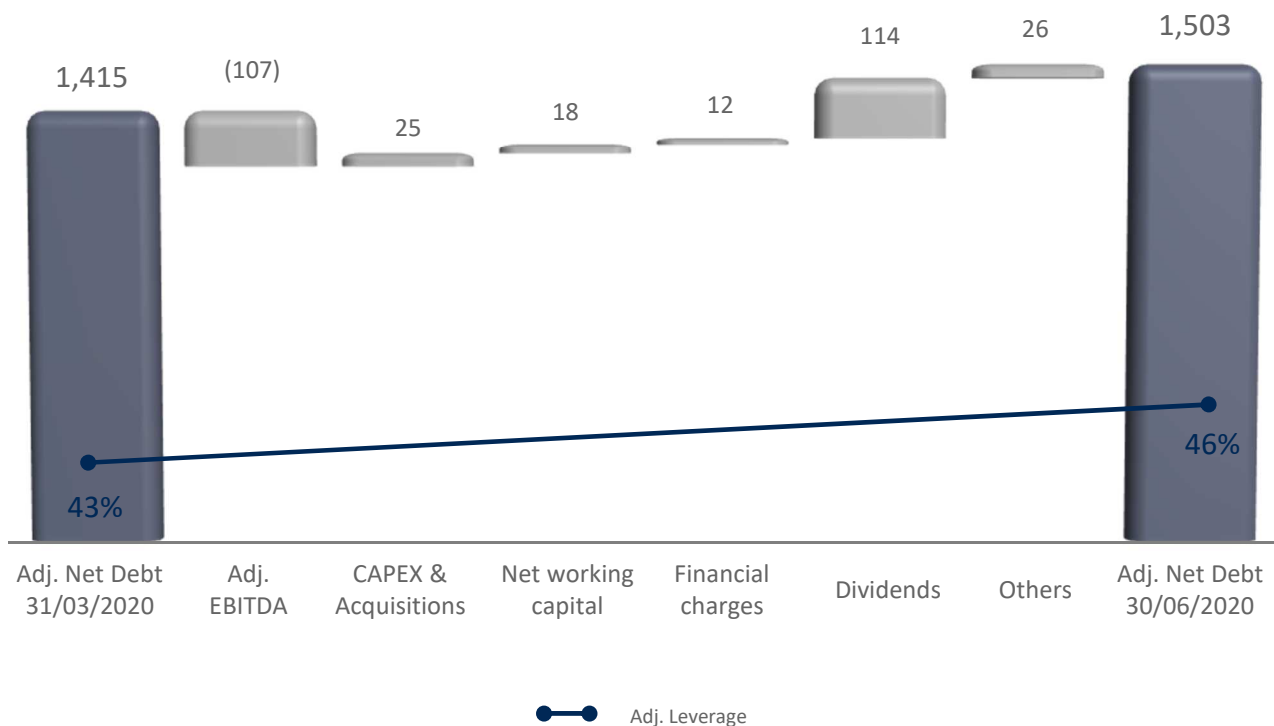 1,415
(107)
25
18
12
114
26
1,503
43%
46%
Adj. Net Debt
31/03/2020
Adj.
EBITDA
CAPEX &
Acquisitions
Net working
capital
Financial
charges
Dividends
Others
Adj. Net Debt
30/06/2020
Adj. Leverage